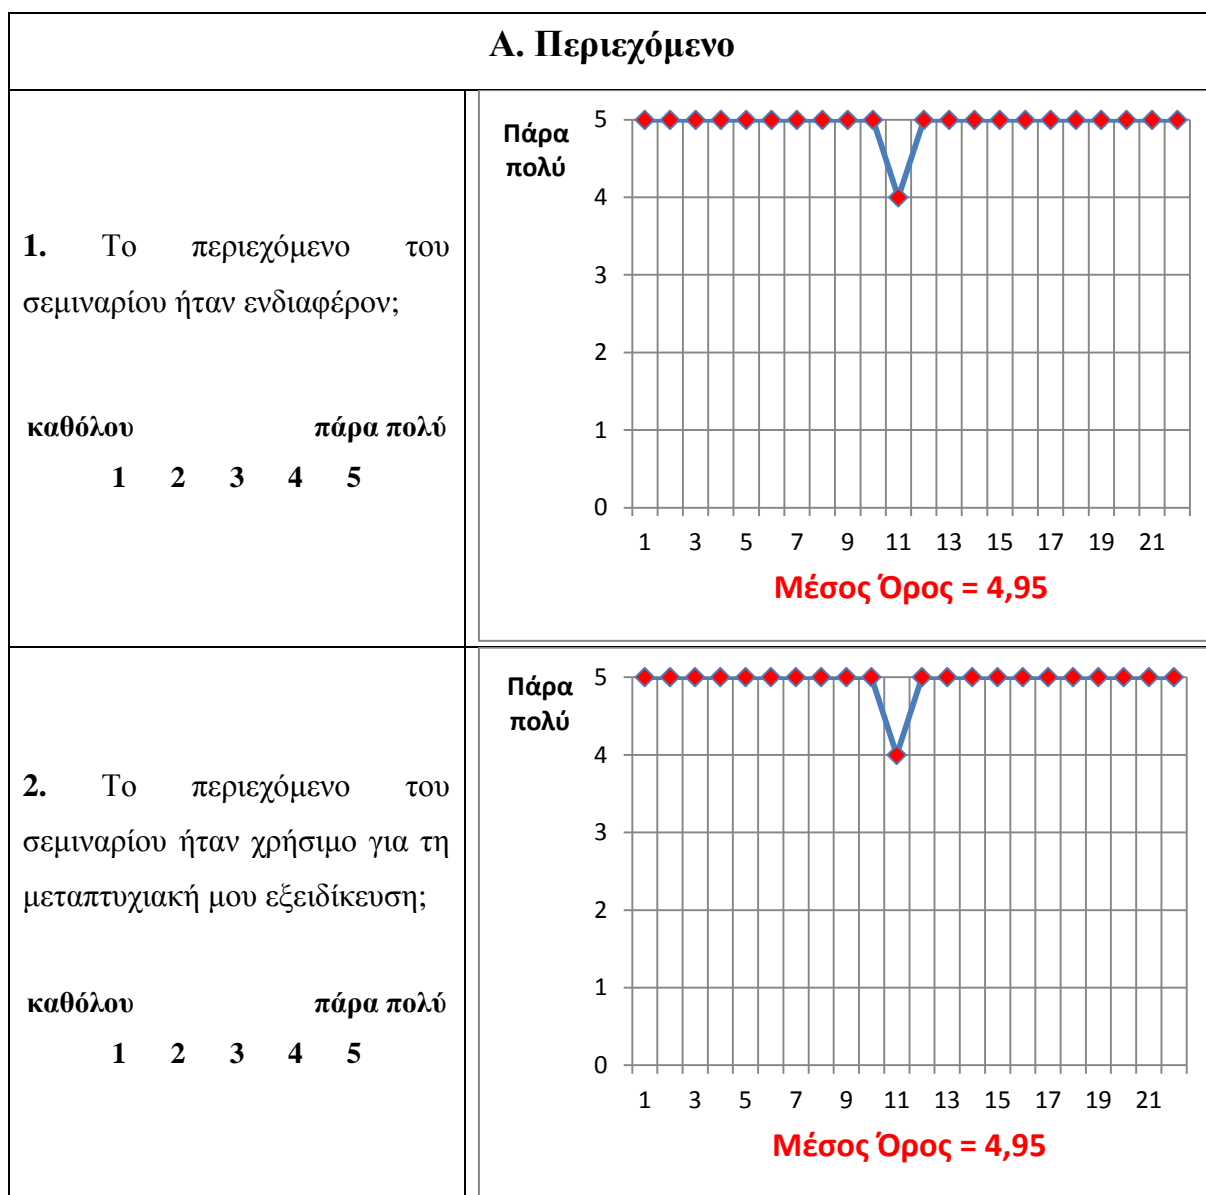 Α. Περιεχόμενο
1. Το περιεχόμενο του
σεμιναρίου ήταν ενδιαφέρον;
καθόλου πάρα πολύ
1 2 3 4 5
Πάρα
πολύ
5
4
3
2
1
0
1 3 5 7 9 11 13 15 17 19 21
Μέσος Όρος = 4,95
2. Το περιεχόμενο του
σεμιναρίου ήταν χρήσιμο για τη
μεταπτυχιακή μου εξειδίκευση;
καθόλου πάρα πολύ
1 2 3 4 5
Πάρα
πολύ
5
4
3
2
1
0
1 3 5 7 9 11 13 15 17 19 21
Μέσος Όρος = 4,95